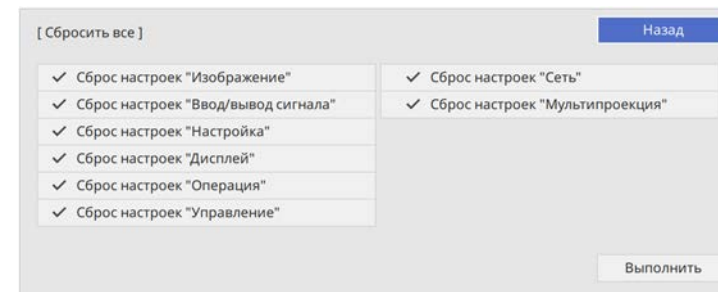 [ Сбросить все ]
Назад
Сброс настроек "Изображение"
Сброс настроек "Ввод/вывод сигнала"
Сброс настроек "Настройка"
Сброс настроек "Дисплей"
Сброс настроек "Операция"
Сброс настроек "Управление"
Сброс настроек "Сеть"
Сброс настроек "Мультипроекция"
Выполнить